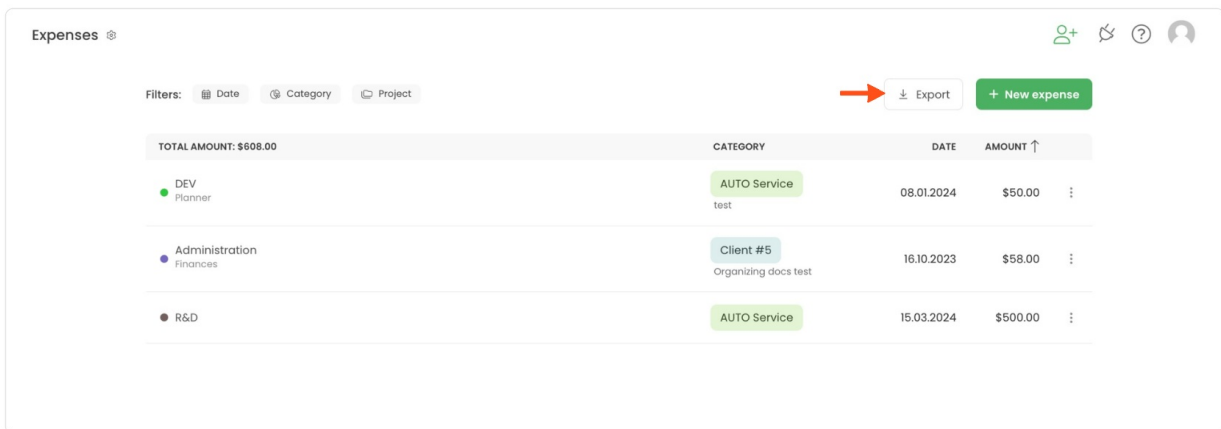 Expenses
Filters: Date Category Project Export + New expense
TOTAL AMOUNT: $608.00 CATEGORY DATE AMOUNT ↑
DEV AUTO Service 08.01.2024 $50.00
Planner test
Administration Client #5 16.10.2023 $58.00
Finances Organizing docs test
R&D AUTO Service 15.03.2024 $500.00